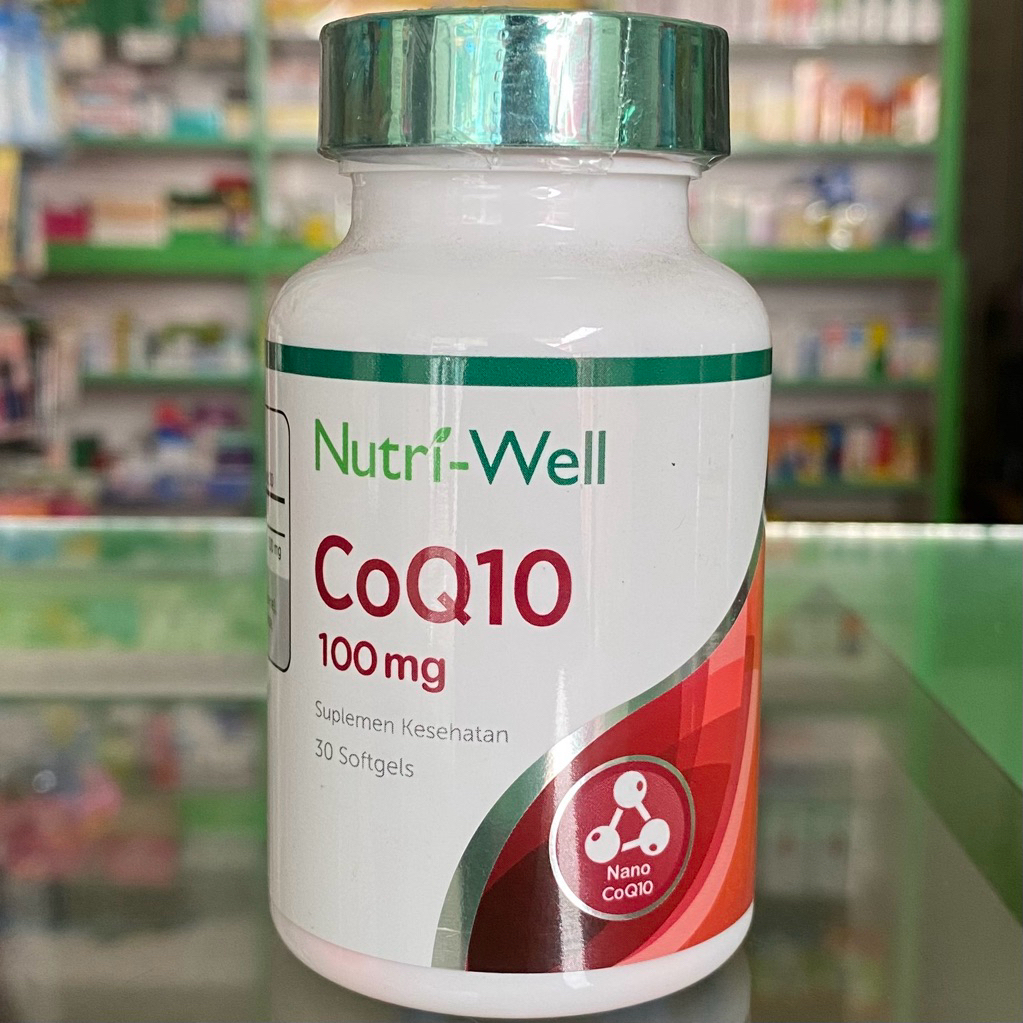 Nutri-Well
CoQ10
100 mg
Suplemen Kesehatan
30 Softgels
Nano
CoQ10